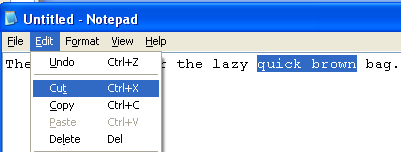 Untitled - Notepad
File Edit Format View Help
The f the lazy quick brown bag.
Undo Ctrl+Z
Cut Ctrl+X
Copy Ctrl+C
Paste Ctrl+V
Delete Del